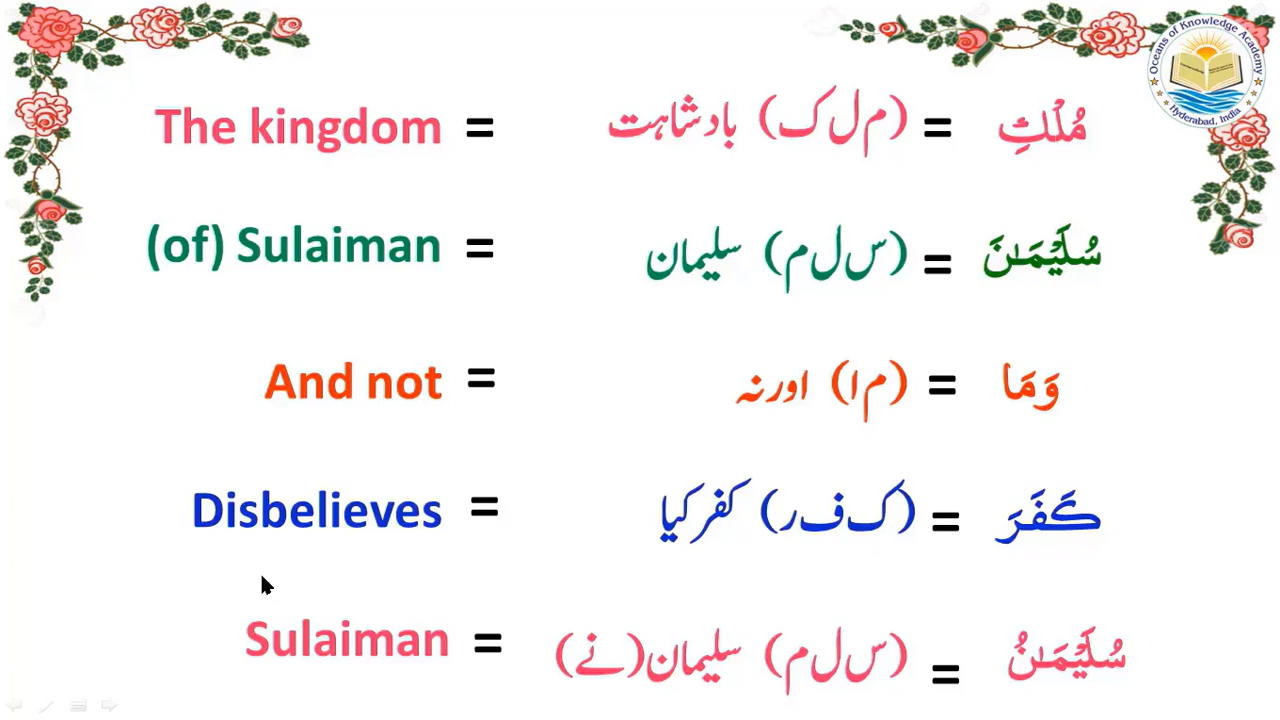 Oceans of Knowledge Academy
Hyderabad, India
مُلْكِ = (م ل ک) بادشاہت = The kingdom
سُلَيْمَـٰنَ = (س ل م) سلیمان = (of) Sulaiman
وَمَا = (م ا) اور نہ = And not
كَفَرَ = (ک ف ر) کفر کیا = Disbelieves
سُلَيْمَـٰنُ = (س ل م) سلیمان (نے) = Sulaiman